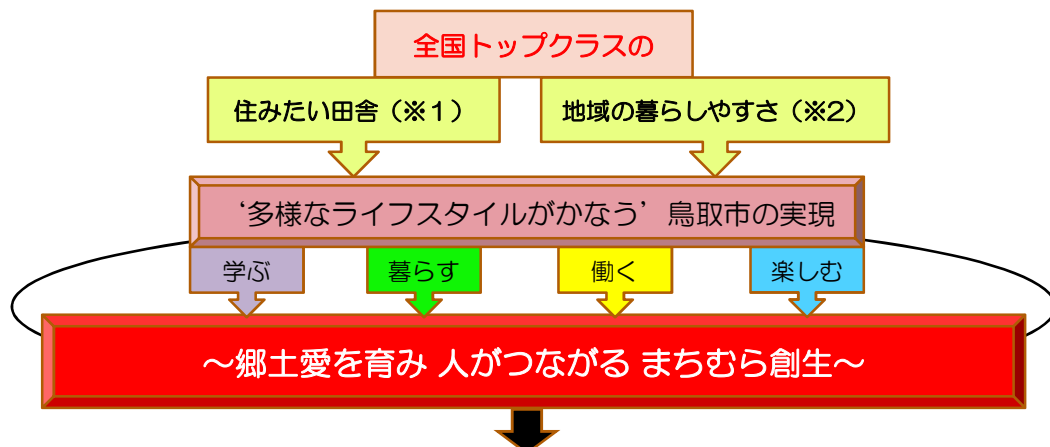 全国トップクラスの
住みたい田舎（※１）
地域の暮らしやすさ（※2）
‘多様なライフスタイルがかなう’鳥取市の実現
学ぶ
暮らす
働く
楽しむ
～郷土愛を育み 人がつながる まちむら創生～